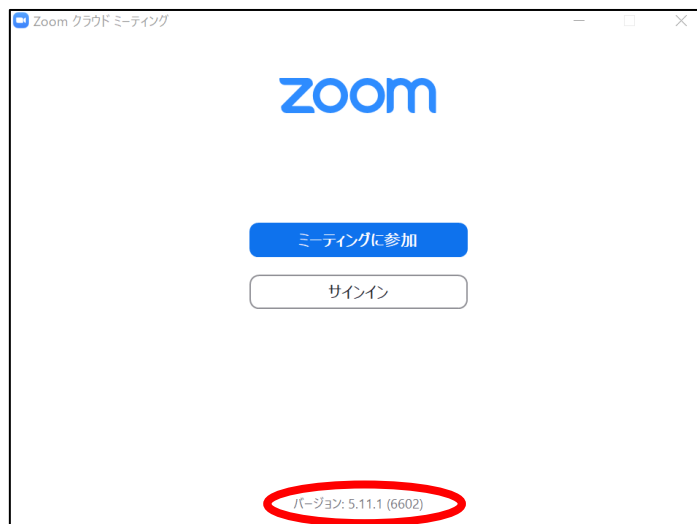 Zoom クラウド ミーティング
zoom
ミーティングに参加
サインイン
バージョン: 5.11.1 (6602)